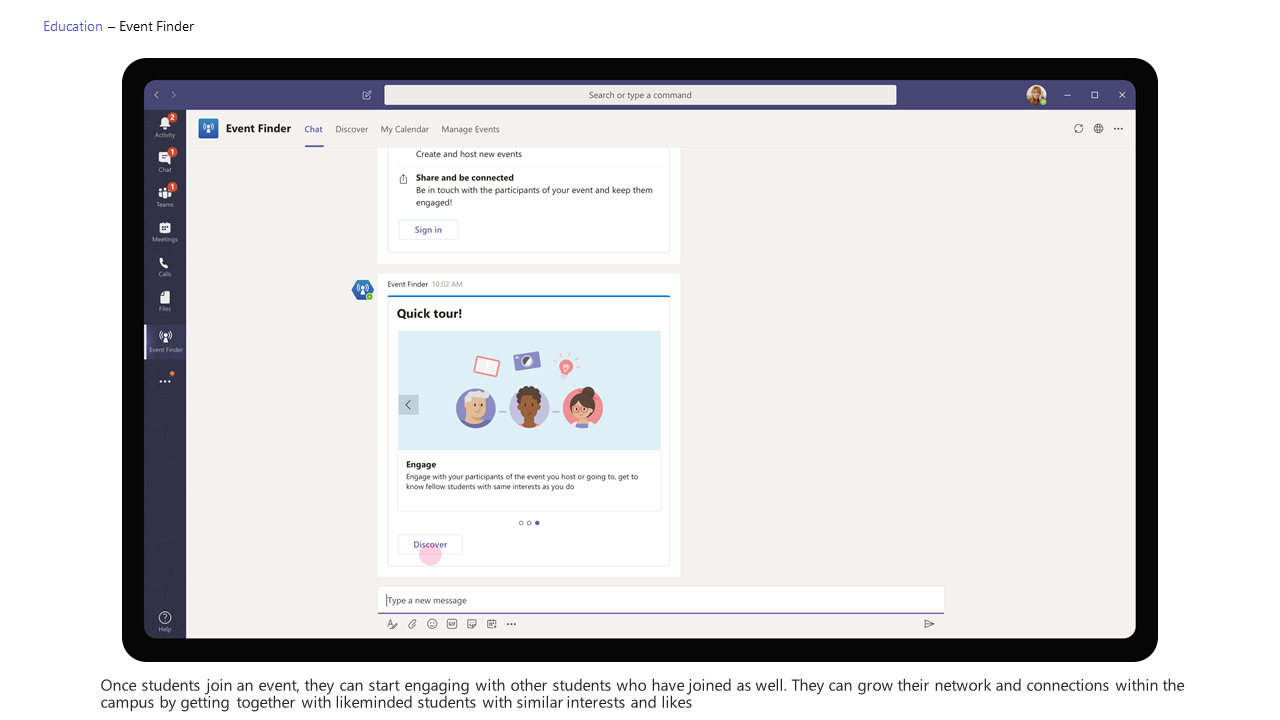 Education – Event Finder
Search or type a command
Event Finder
Chat
Discover
My Calendar
Manage Events
2
Activity
1
Chat
1
Teams
Meetings
Calls
Files
Event Finder
Help
Create and host new events
Share and be connected
Be in touch with the participants of your event and keep them
engaged!
Sign in
Event Finder 10:02 AM
Quick tour!
Engage
Engage with your participants of the event you host or going to, get to
know fellow students with same interests as you do
Discover
Type a new message
GIF
Once students join an event, they can start engaging with other students who have joined as well. They can grow their network and connections within the
campus by getting together with likeminded students with similar interests and likes